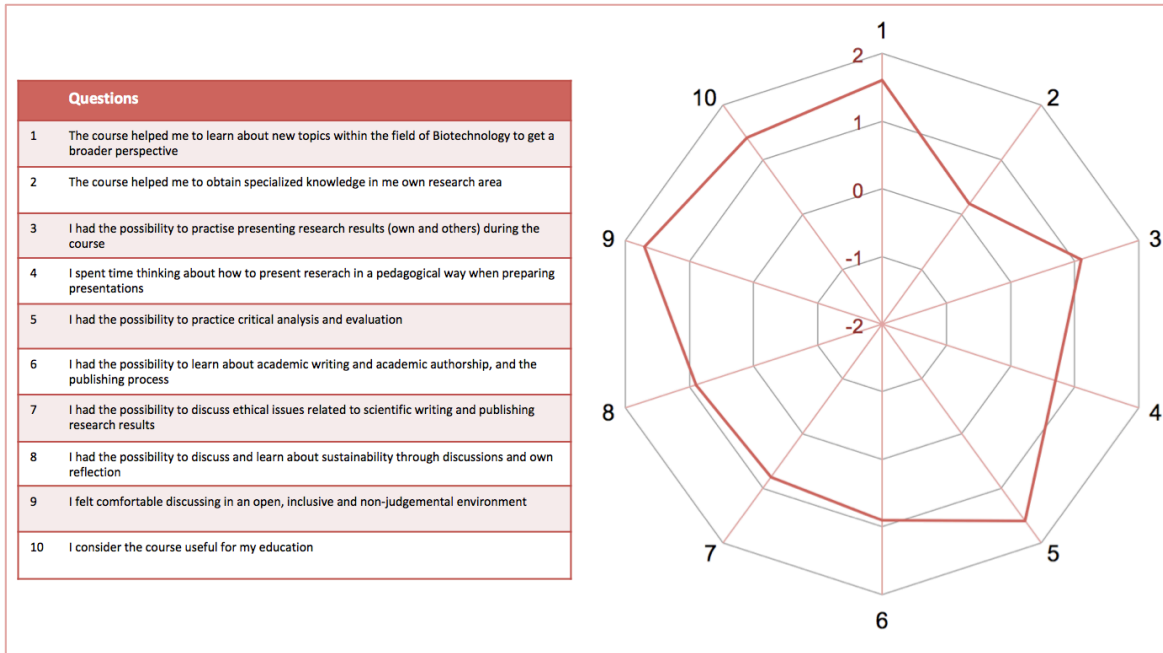 Questions
1 The course helped me to learn about new topics within the field of Biotechnology to get a
broader perspective
2 The course helped me to obtain specialized knowledge in me own research area
3 I had the possibility to practise presenting research results (own and others) during the
course
4 I spent time thinking about how to present reserach in a pedagogical way when preparing
presentations
5 I had the possibility to practice critical analysis and evaluation
6 I had the possibility to learn about academic writing and academic authorship, and the
publishing process
7 I had the possibility to discuss ethical issues related to scientific writing and publishing
research results
8 I had the possibility to discuss and learn about sustainability through discussions and own
reflection
9 I felt comfortable discussing in an open, inclusive and non-judgemental environment
10 I consider the course useful for my education
1
2
10 2
1
0
9 3
-1
-2
8 4
7 5
6